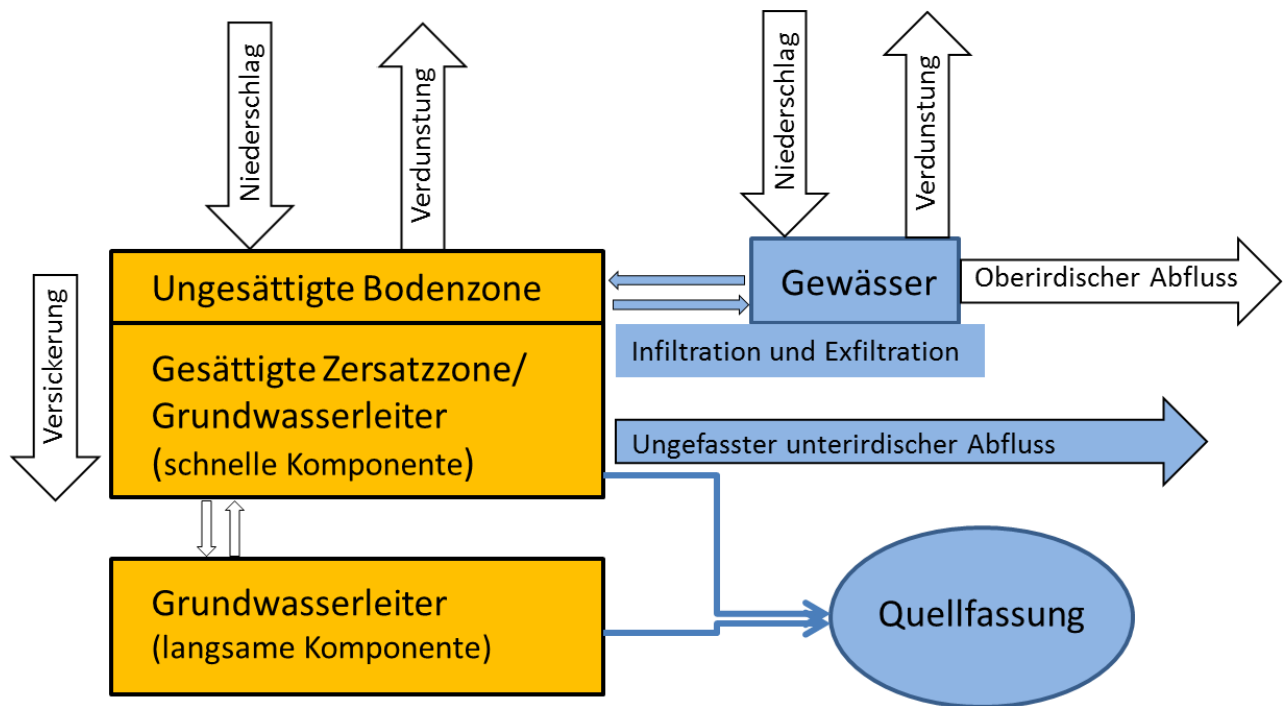 Niederschlag
Verdunstung
Niederschlag
Verdunstung
Versickerung
Ungesättigte Bodenzone
Gewässer
Oberirdischer Abfluss
Infiltration und Exfiltration
Gesättigte Zersatzzone/
Grundwasserleiter
(schnelle Komponente)
Ungefasster unterirdischer Abfluss
Grundwasserleiter
(langsame Komponente)
Quellfassung